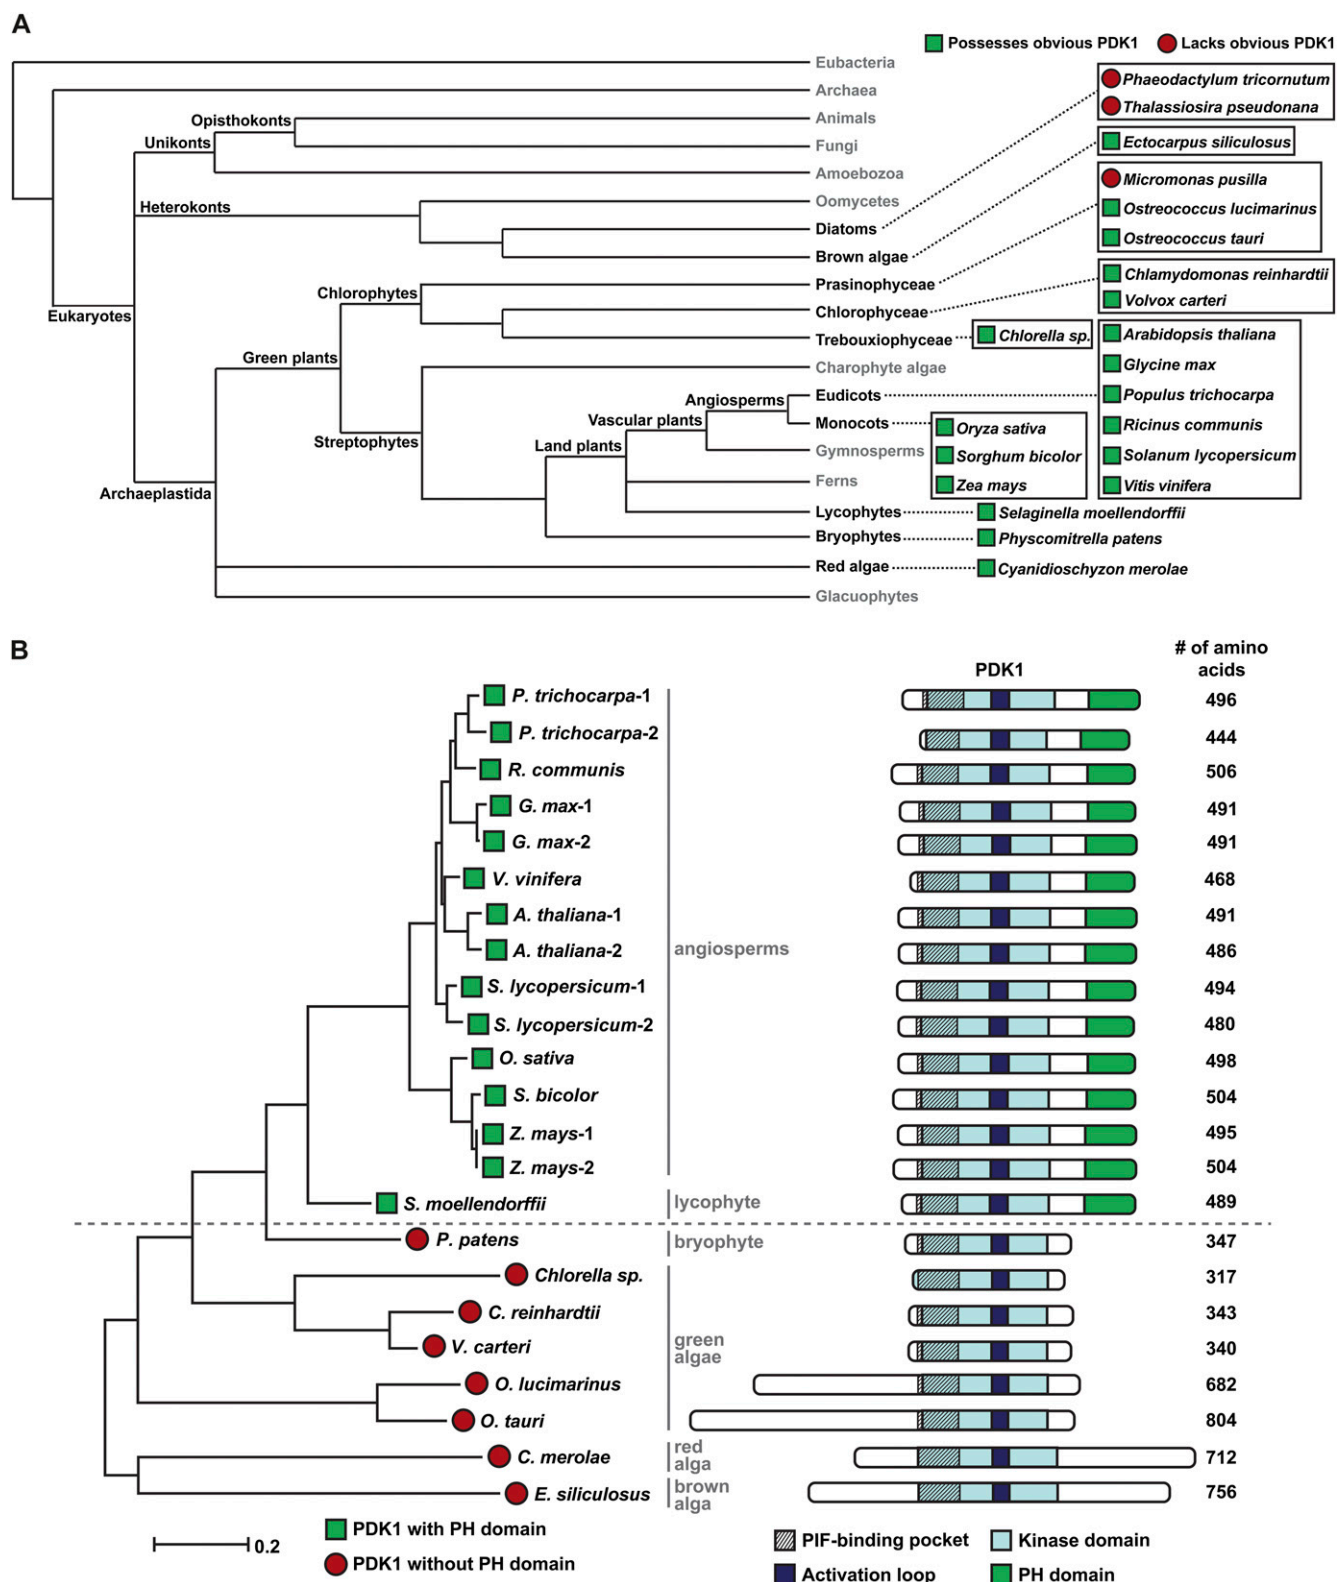 A
Possesses obvious PDK1
Lacks obvious PDK1
Eubacteria
Archaea
Animals
Fungi
Amoebozoa
Oomycetes
Diatoms
Brown algae
Prasinophyceae
Chlorophyceae
Trebouxiophyceae
Charophyte algae
Eudicots
Monocots
Gymnosperms
Ferns
Lycophytes
Bryophytes
Red algae
Glacuophytes
Opisthokonts
Unikonts
Heterokonts
Chlorophytes
Eukaryotes
Green plants
Angiosperms
Vascular plants
Land plants
Streptophytes
Archaeplastida
Phaeodactylum tricornutum
Thalassiosira pseudonana
Ectocarpus siliculosus
Micromonas pusilla
Ostreococcus lucimarinus
Ostreococcus tauri
Chlamydomonas reinhardtii
Volvox carteri
Chlorella sp.
Arabidopsis thaliana
Glycine max
Populus trichocarpa
Ricinus communis
Solanum lycopersicum
Vitis vinifera
Oryza sativa
Sorghum bicolor
Zea mays
Selaginella moellendorffii
Physcomitrella patens
Cyanidioschyzon merolae
B
PDK1
# of amino
acids
P. trichocarpa-1
496
P. trichocarpa-2
444
R. communis
506
G. max-1
491
G. max-2
491
V. vinifera
468
A. thaliana-1
491
A. thaliana-2
486
S. lycopersicum-1
494
S. lycopersicum-2
480
O. sativa
498
S. bicolor
504
Z. mays-1
495
Z. mays-2
504
S. moellendorffii
489
P. patens
347
Chlorella sp.
317
C. reinhardtii
343
V. carteri
340
O. lucimarinus
682
O. tauri
804
C. merolae
712
E. siliculosus
756
angiosperms
lycophyte
bryophyte
green
algae
red
alga
brown
alga
0.2
PDK1 with PH domain
PDK1 without PH domain
PIF-binding pocket
Kinase domain
Activation loop
PH domain